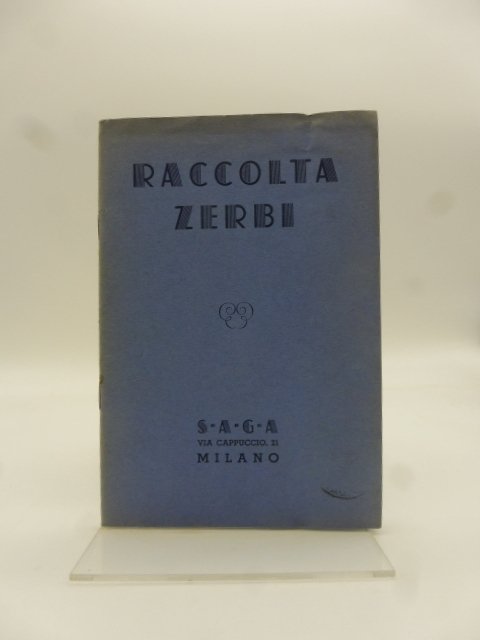 RACCOLTA
ZERBI
S-A-G-A
VIA CAPPUCCIO, 21
MILANO